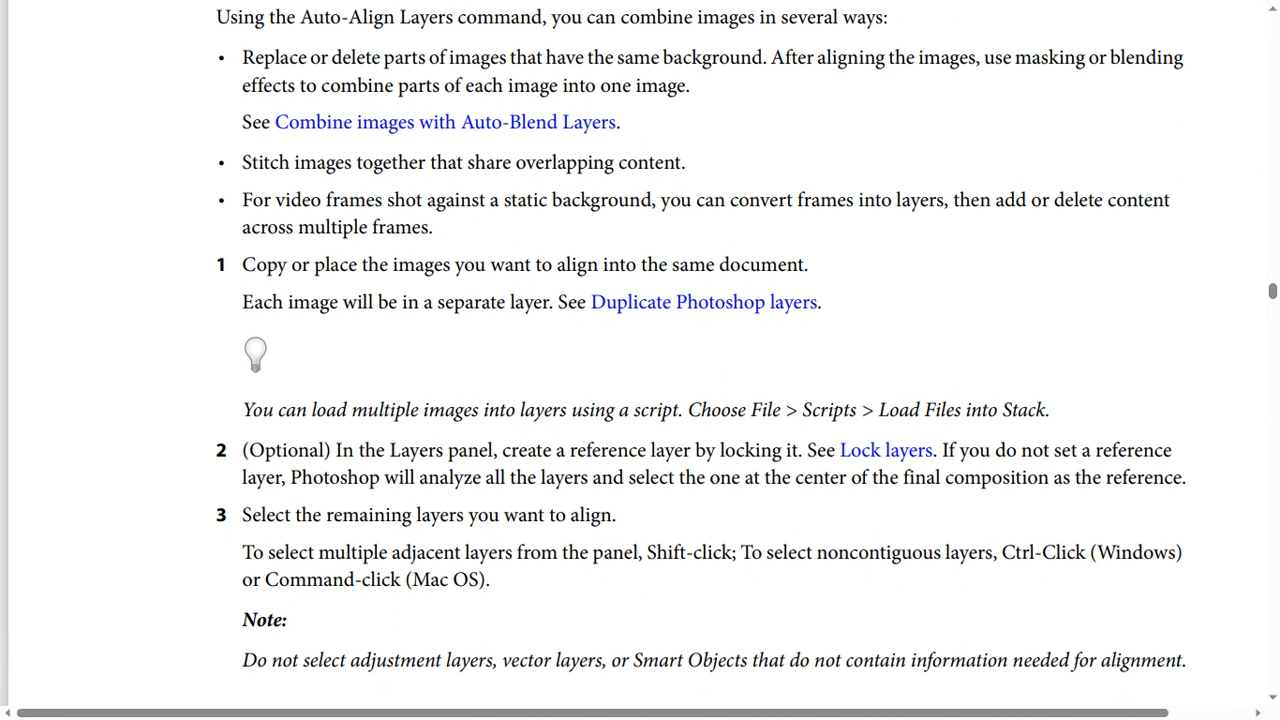 Using the Auto-Align Layers command, you can combine images in several ways:
• Replace or delete parts of images that have the same background. After aligning the images, use masking or blending
effects to combine parts of each image into one image.
See Combine images with Auto-Blend Layers.
• Stitch images together that share overlapping content.
• For video frames shot against a static background, you can convert frames into layers, then add or delete content
across multiple frames.
1 Copy or place the images you want to align into the same document.
Each image will be in a separate layer. See Duplicate Photoshop layers.
You can load multiple images into layers using a script. Choose File > Scripts > Load Files into Stack.
2 (Optional) In the Layers panel, create a reference layer by locking it. See Lock layers. If you do not set a reference
layer, Photoshop will analyze all the layers and select the one at the center of the final composition as the reference.
3 Select the remaining layers you want to align.
To select multiple adjacent layers from the panel, Shift-click; To select noncontiguous layers, Ctrl-Click (Windows)
or Command-click (Mac OS).
Note:
Do not select adjustment layers, vector layers, or Smart Objects that do not contain information needed for alignment.